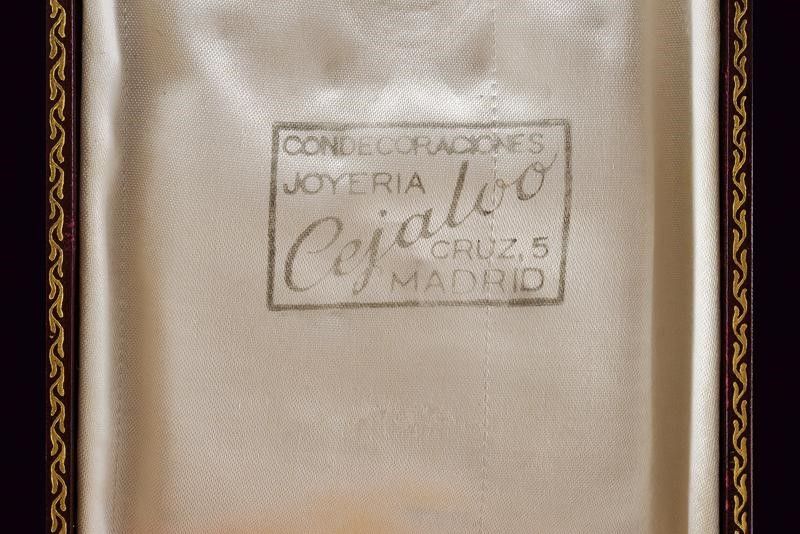 CONDECORACIONES
JOYERIA
Cejalvo
CRUZ, 5
MADRID